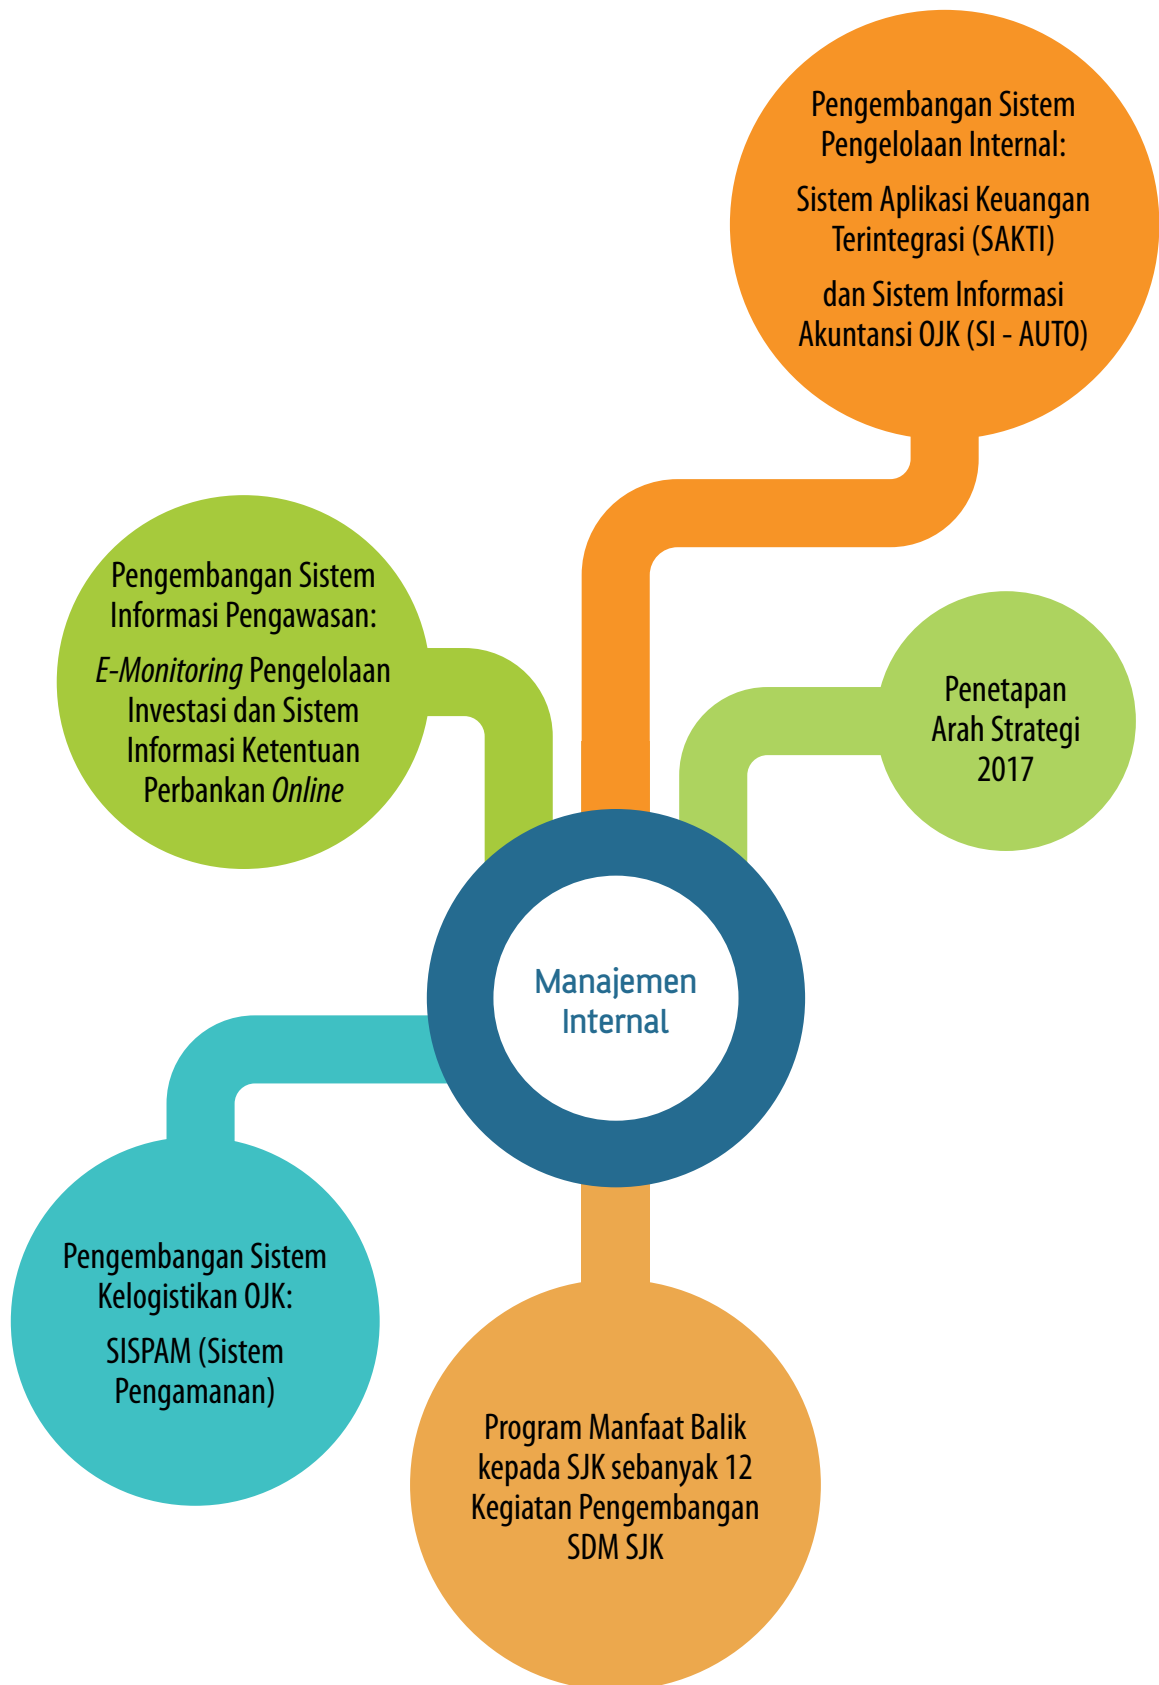 Pengembangan Sistem
Pengelolaan Internal:
Sistem Aplikasi Keuangan
Terintegrasi (SAKTI)
dan Sistem Informasi
Akuntansi OJK (SI - AUTO)
Pengembangan Sistem
Informasi Pengawasan:
E-Monitoring Pengelolaan
Investasi dan Sistem
Informasi Ketentuan
Perbankan Online
Penetapan
Arah Strategi
2017
Manajemen
Internal
Pengembangan Sistem
Kelogistikan OJK:
SISPAM (Sistem
Pengamanan)
Program Manfaat Balik
kepada SJK sebanyak 12
Kegiatan Pengembangan
SDM SJK